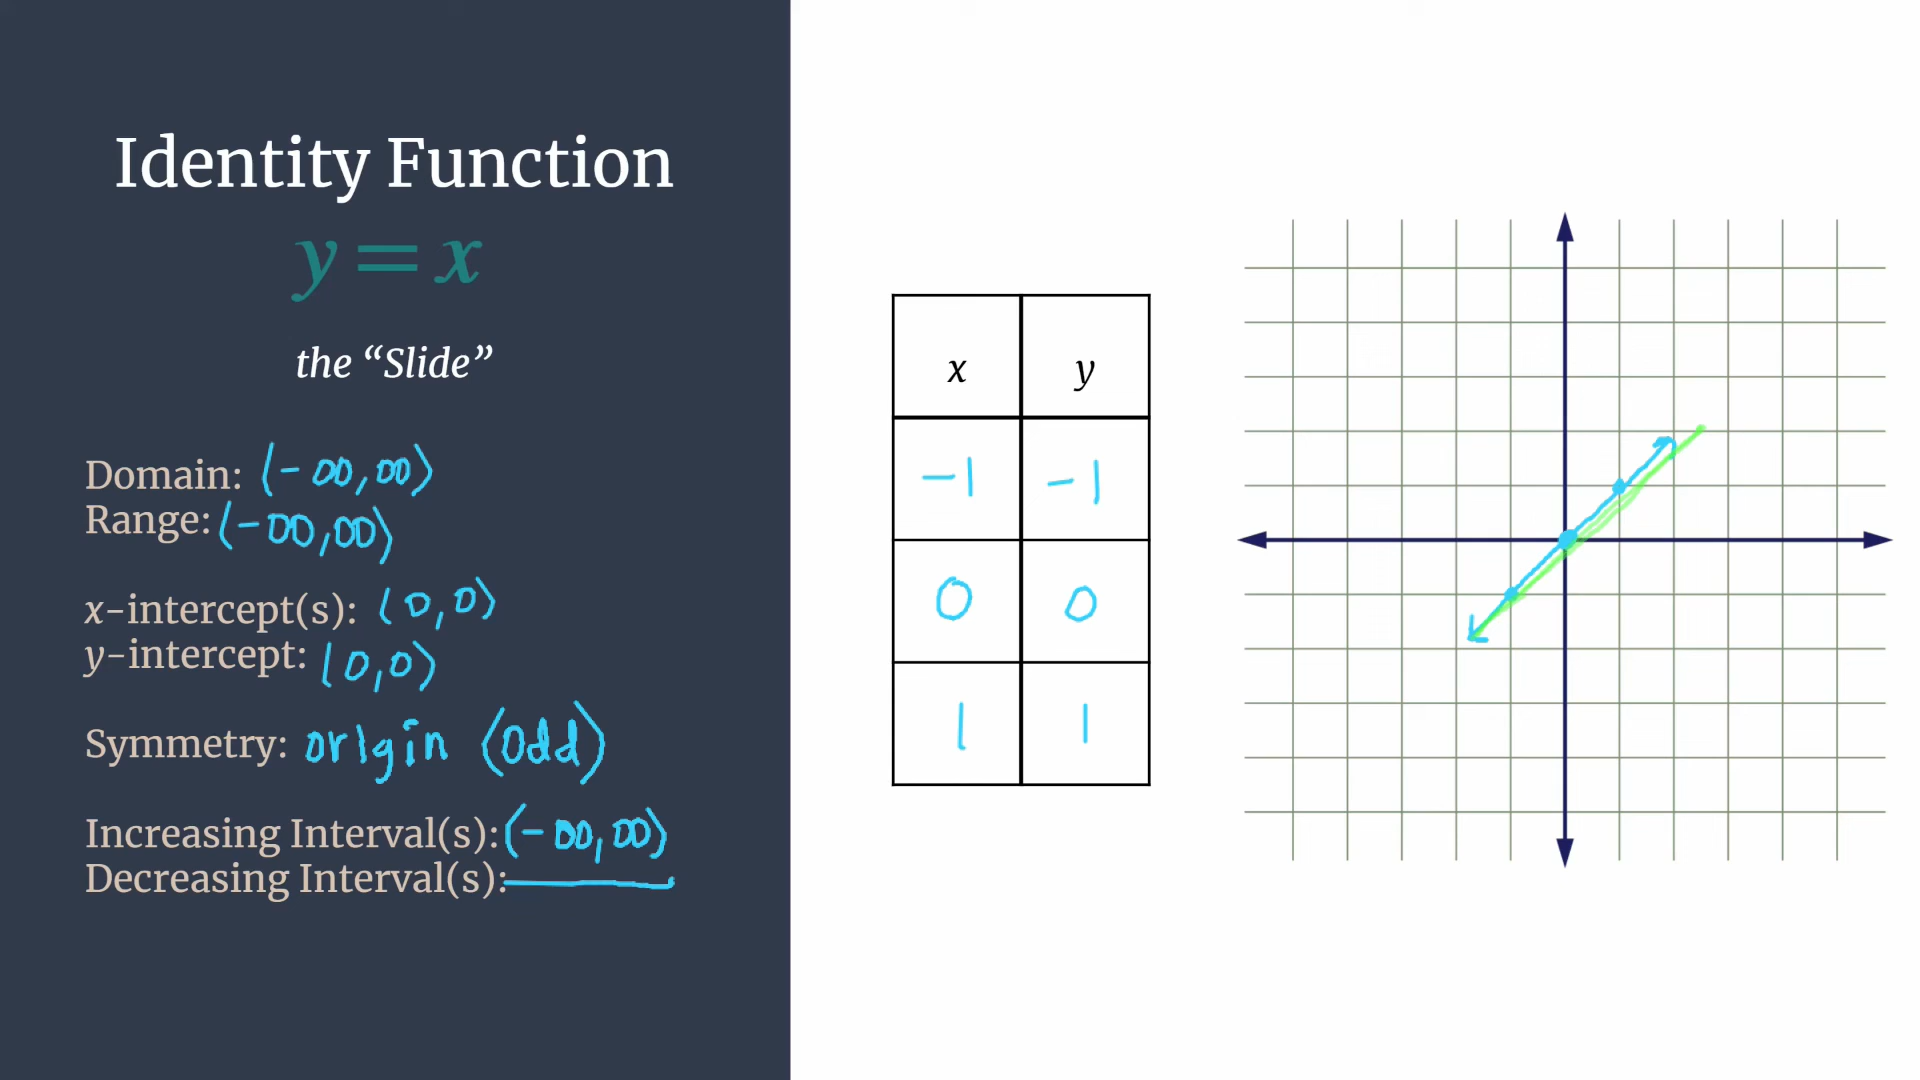 Identity Function
y = x
the “Slide”
Domain: (-∞,∞)
Range: (-∞,∞)
x-intercept(s): (0,0)
y-intercept: (0,0)
Symmetry: origin (odd)
Increasing Interval(s): (-∞,∞)
Decreasing Interval(s): ——
x y
-1 -1
0 0
1 1